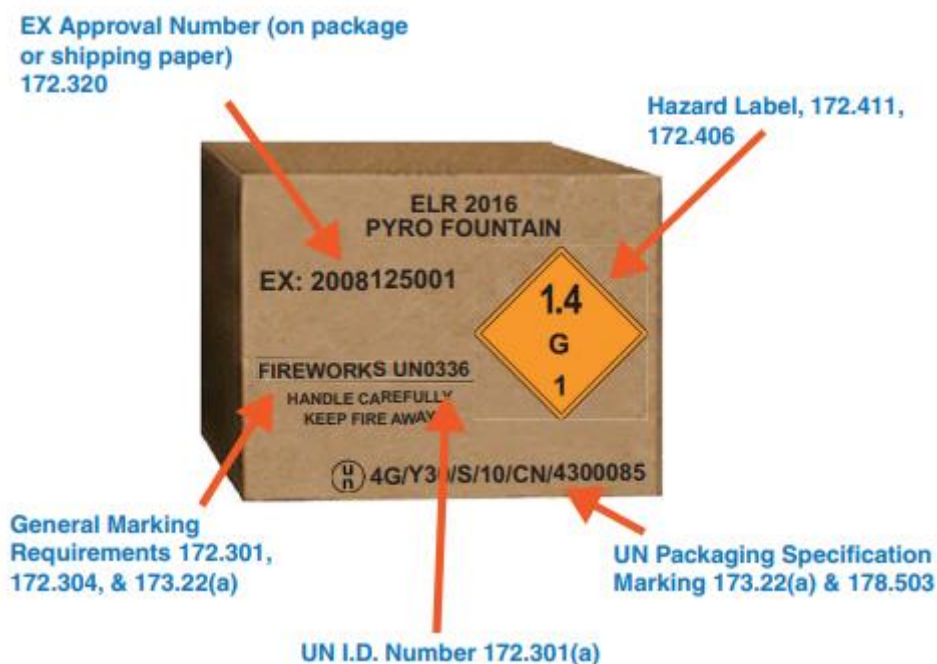 EX Approval Number (on package
or shipping paper)
172.320
Hazard Label, 172.411,
172.406
ELR 2016
PYRO FOUNTAIN
EX: 2008125001
1.4
G
1
FIREWORKS UN0336
HANDLE CAREFULLY
KEEP FIRE AWAY
un 4G/Y30/S/10/CN/4300085
General Marking
Requirements 172.301,
172.304, & 173.22(a)
UN Packaging Specification
Marking 173.22(a) & 178.503
UN I.D. Number 172.301(a)